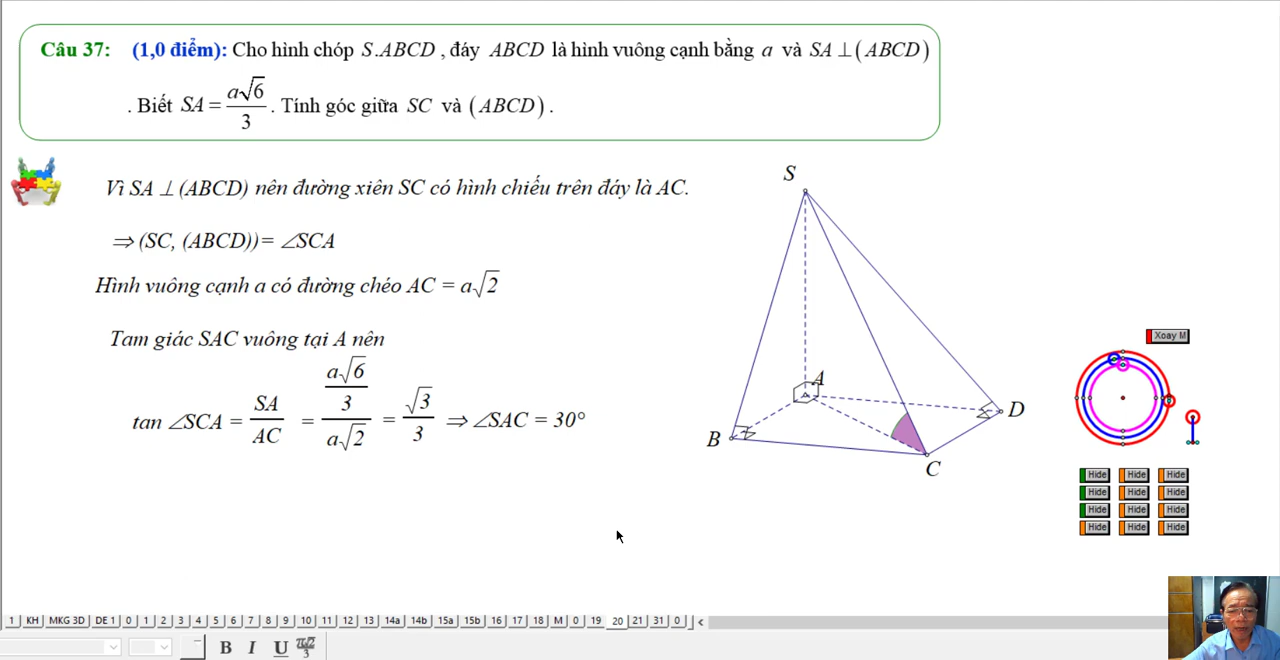 Câu 37: (1,0 điểm): Cho hình chóp S.ABCD, đáy ABCD là hình vuông cạnh bằng a và SA ⊥ (ABCD)
. Biết SA = a√6/3. Tính góc giữa SC và (ABCD).
Vì SA ⊥ (ABCD) nên đường xiên SC có hình chiếu trên đáy là AC.
⇒ (SC, (ABCD)) = ∠SCA
Hình vuông cạnh a có đường chéo AC = a√2
Tam giác SAC vuông tại A nên
tan ∠SCA = SA/AC = (a√6/3)/(a√2) = √3/3 ⇒ ∠SAC = 30°
S
A
D
B
C
Xoay M
Hide Hide Hide
Hide Hide Hide
Hide Hide Hide
Hide Hide Hide
1 KH MKG 3D DE 1 0 1 2 3 4 5 6 7 8 9 10 11 12 13 14a 14b 15a 15b 16 17 18 M 0 19 20 21 31 0 <
B I U